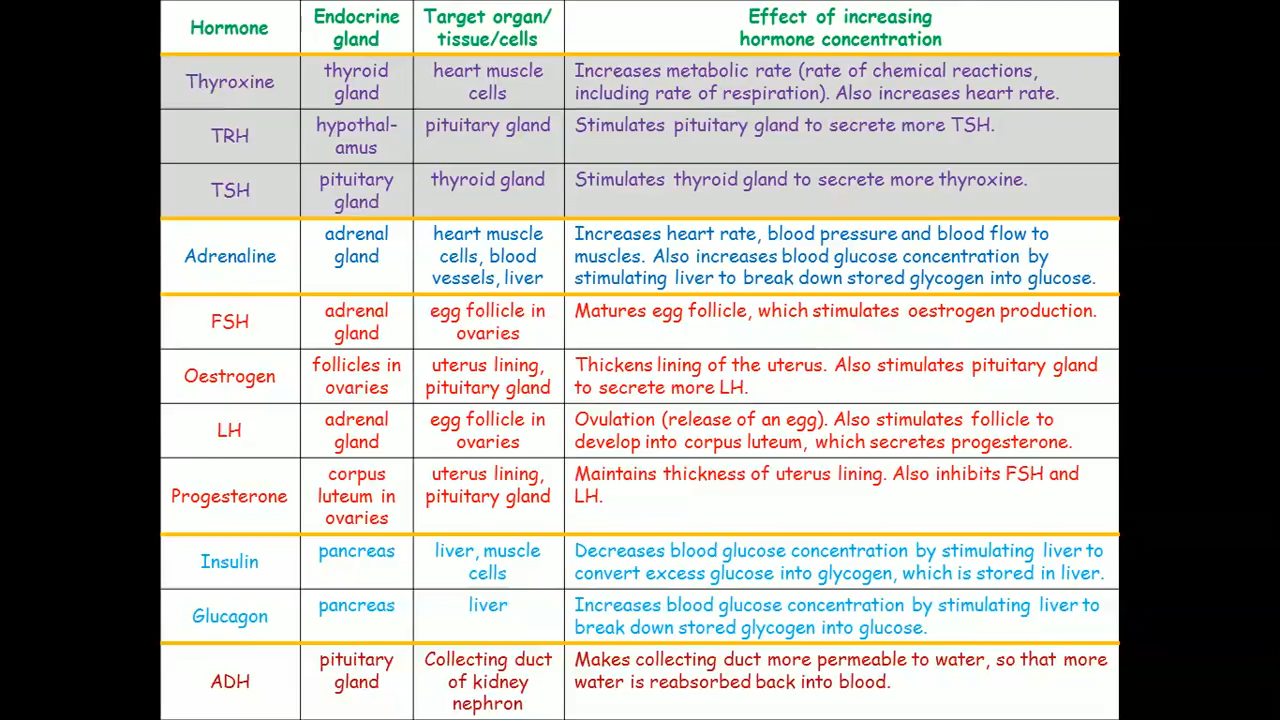 Hormone
Endocrine
gland
Target organ/
tissue/cells
Effect of increasing
hormone concentration
Thyroxine
thyroid
gland
heart muscle
cells
Increases metabolic rate (rate of chemical reactions,
including rate of respiration). Also increases heart rate.
TRH
hypothal-
amus
pituitary gland
Stimulates pituitary gland to secrete more TSH.
TSH
pituitary
gland
thyroid gland
Stimulates thyroid gland to secrete more thyroxine.
Adrenaline
adrenal
gland
heart muscle
cells, blood
vessels, liver
Increases heart rate, blood pressure and blood flow to
muscles. Also increases blood glucose concentration by
stimulating liver to break down stored glycogen into glucose.
FSH
adrenal
gland
egg follicle in
ovaries
Matures egg follicle, which stimulates oestrogen production.
Oestrogen
follicles in
ovaries
uterus lining,
pituitary gland
Thickens lining of the uterus. Also stimulates pituitary gland
to secrete more LH.
LH
adrenal
gland
egg follicle in
ovaries
Ovulation (release of an egg). Also stimulates follicle to
develop into corpus luteum, which secretes progesterone.
Progesterone
corpus
luteum in
ovaries
uterus lining,
pituitary gland
Maintains thickness of uterus lining. Also inhibits FSH and
LH.
Insulin
pancreas
liver, muscle
cells
Decreases blood glucose concentration by stimulating liver to
convert excess glucose into glycogen, which is stored in liver.
Glucagon
pancreas
liver
Increases blood glucose concentration by stimulating liver to
break down stored glycogen into glucose.
ADH
pituitary
gland
Collecting duct
of kidney
nephron
Makes collecting duct more permeable to water, so that more
water is reabsorbed back into blood.